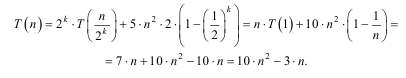 T(n) = 2^k · T(n/2^k) + 5 · n^2 · 2 · (1 − (1/2)^k) = n · T(1) + 10 · n^2 · (1 − 1/n) =
= 7 · n + 10 · n^2 − 10 · n = 10 · n^2 − 3 · n.